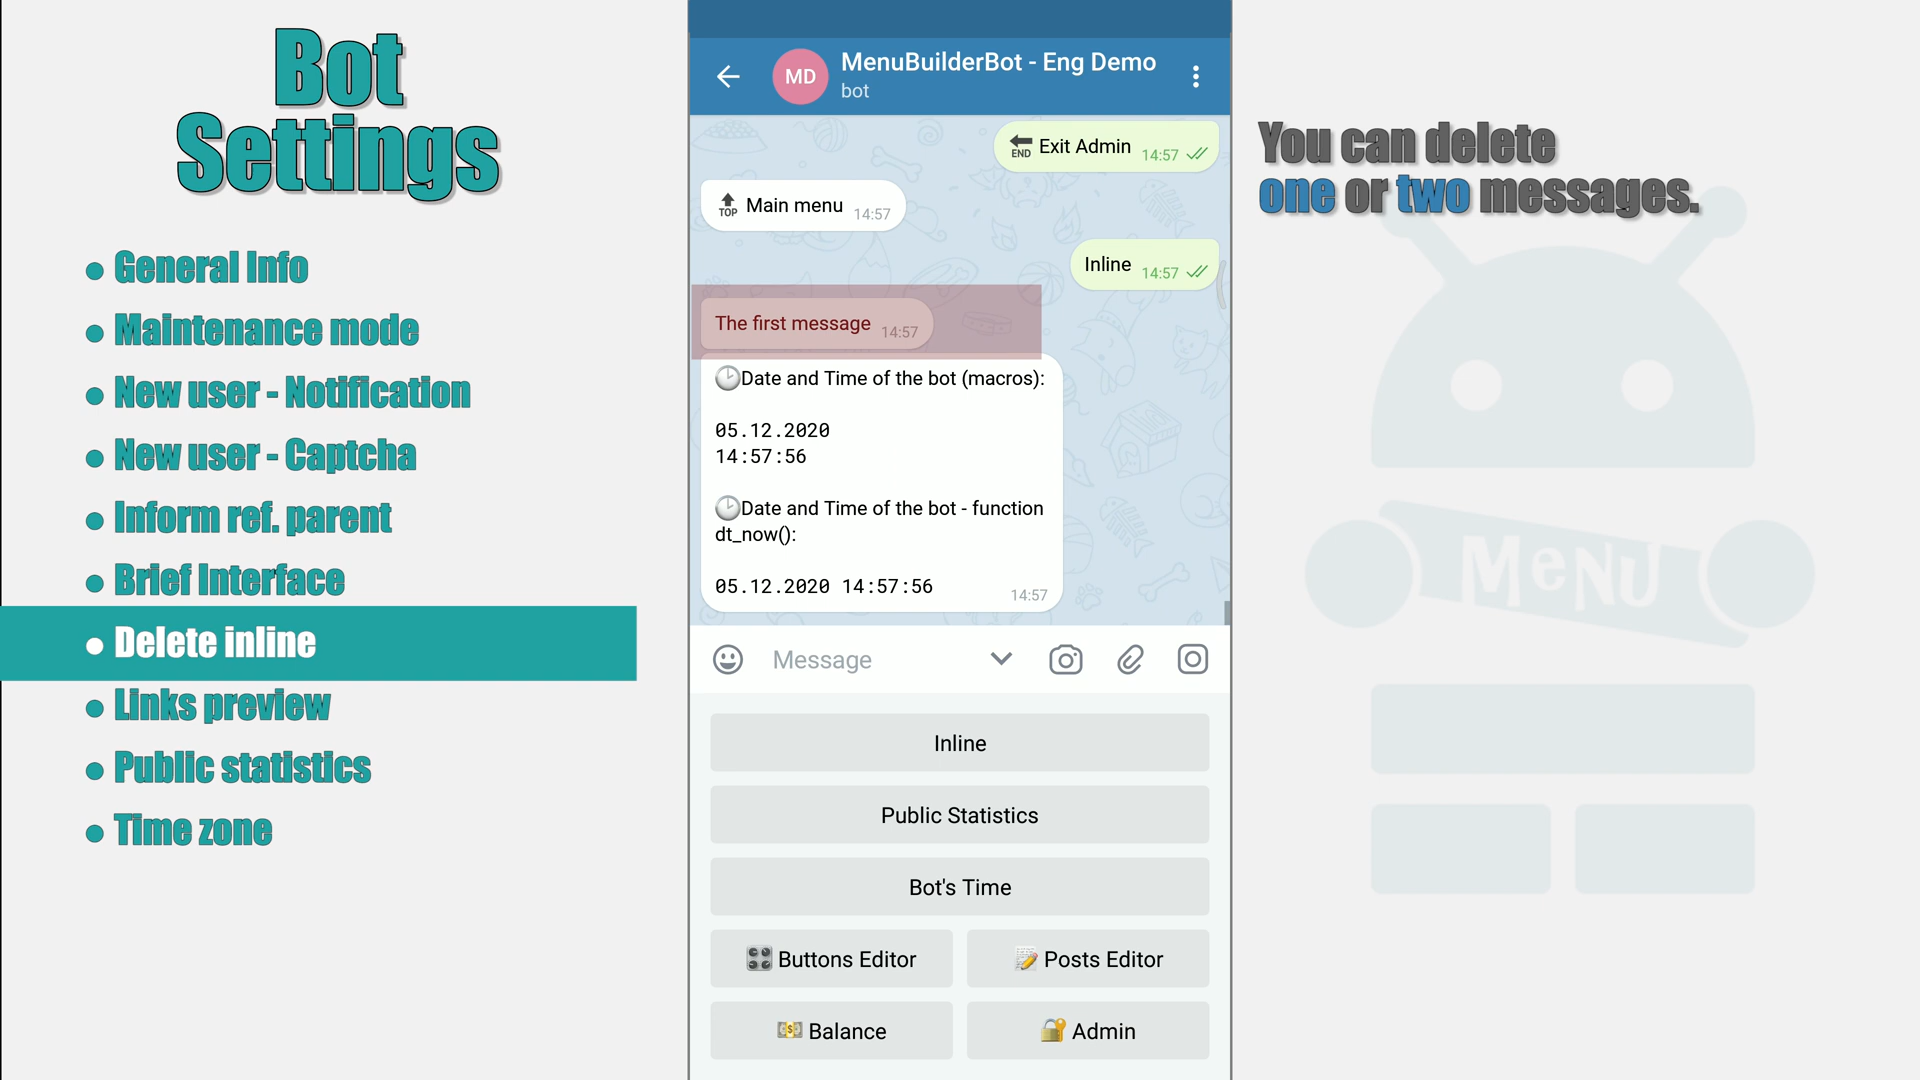 Bot
Settings
General Info
Maintenance mode
New user - Notification
New user - Captcha
Inform ref. parent
Brief Interface
Delete inline
Links preview
Public statistics
Time zone
MD
MenuBuilderBot - Eng Demo
bot
END Exit Admin 14:57
TOP Main menu 14:57
Inline 14:57
The first message 14:57
Date and Time of the bot (macros):
05.12.2020
14:57:56
Date and Time of the bot - function
dt_now():
05.12.2020 14:57:56
14:57
Message
Inline
Public Statistics
Bot's Time
Buttons Editor
Posts Editor
Balance
Admin
You can delete
one or two messages.
MeNU